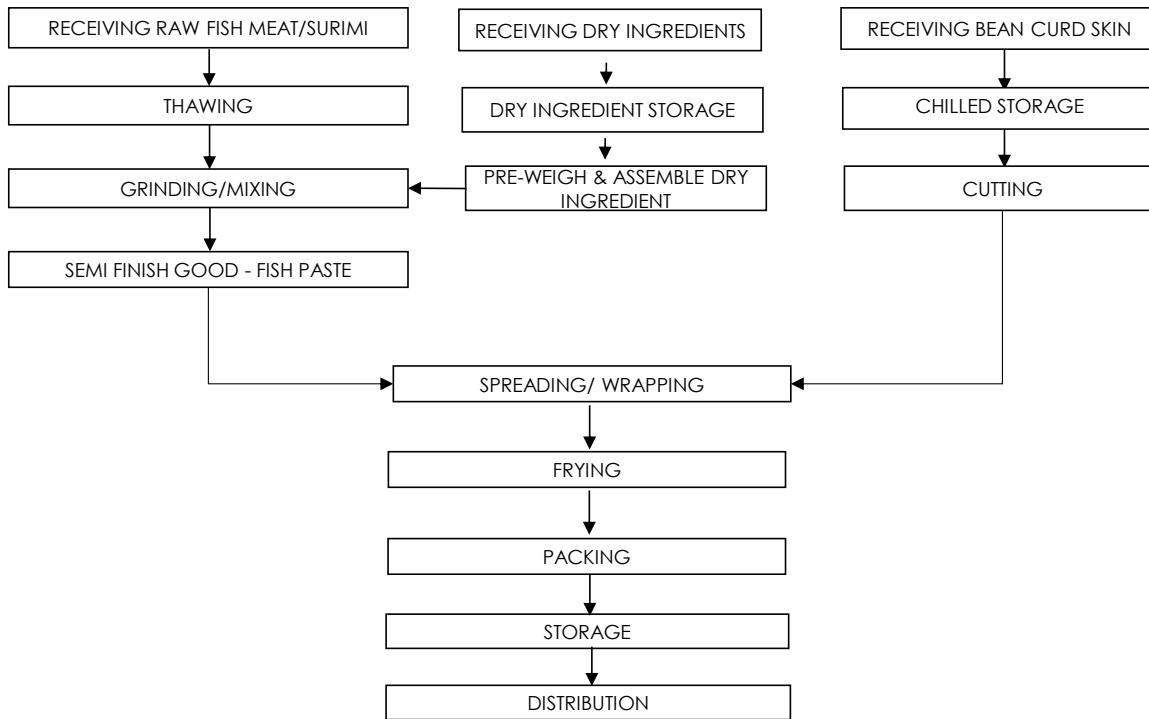 RECEIVING RAW FISH MEAT/SURIMI
RECEIVING DRY INGREDIENTS
RECEIVING BEAN CURD SKIN
THAWING
DRY INGREDIENT STORAGE
CHILLED STORAGE
GRINDING/MIXING
PRE-WEIGH & ASSEMBLE DRY
INGREDIENT
CUTTING
SEMI FINISH GOOD - FISH PASTE
SPREADING/ WRAPPING
FRYING
PACKING
STORAGE
DISTRIBUTION